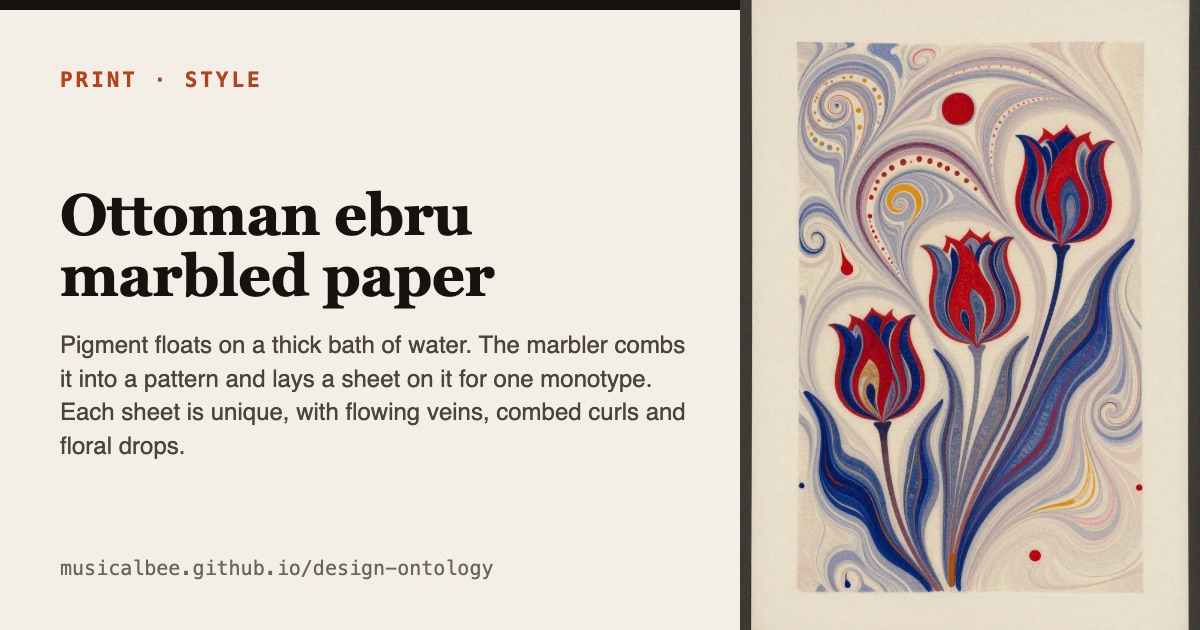 PRINT · STYLE
Ottoman ebru
marbled paper
Pigment floats on a thick bath of water. The marbler combs
it into a pattern and lays a sheet on it for one monotype.
Each sheet is unique, with flowing veins, combed curls and
floral drops.
musicalbee.github.io/design-ontology